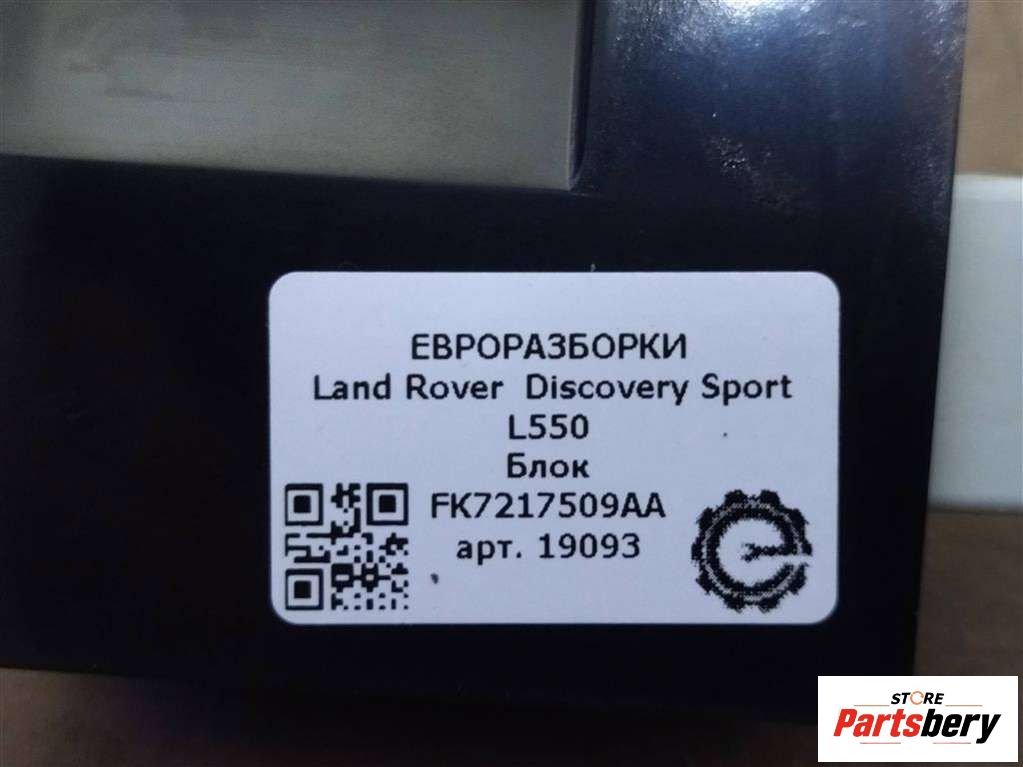 ЕВРОРАЗБОРКИ
Land Rover Discovery Sport
L550
Блок
FK7217509AA
арт. 19093
STORE
Partsbery